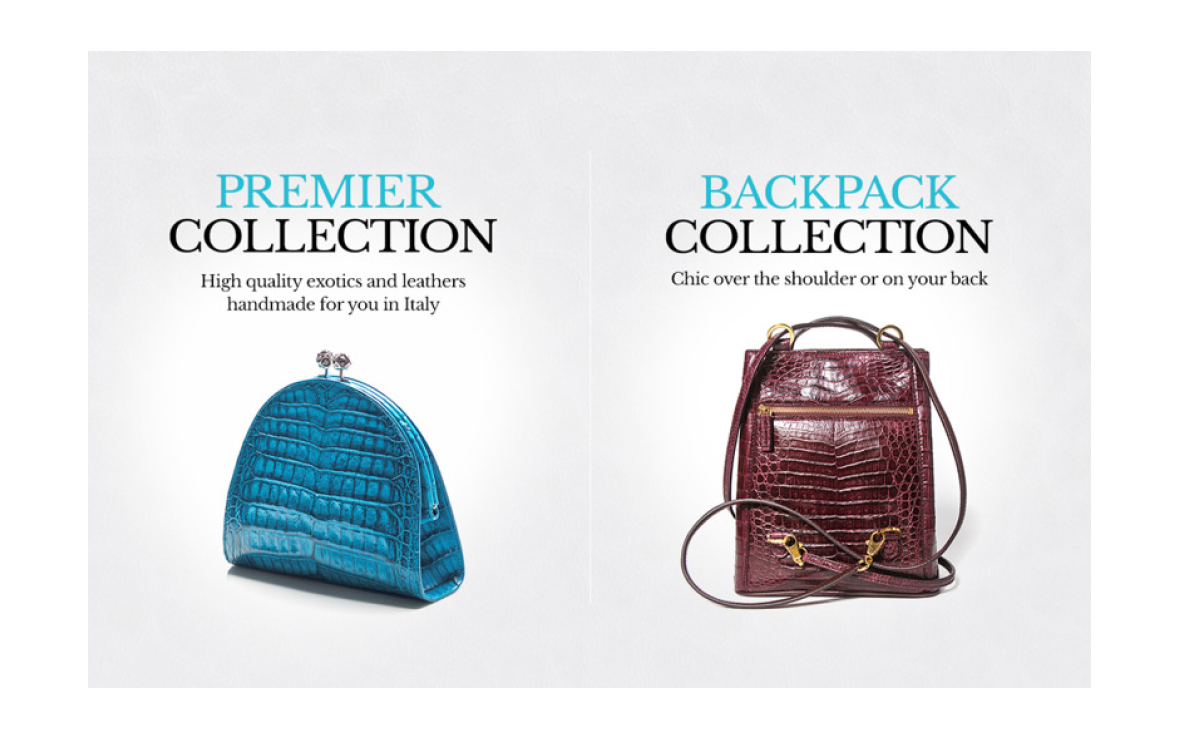 PREMIER
COLLECTION
High quality exotics and leathers
handmade for you in Italy
BACKPACK
COLLECTION
Chic over the shoulder or on your back